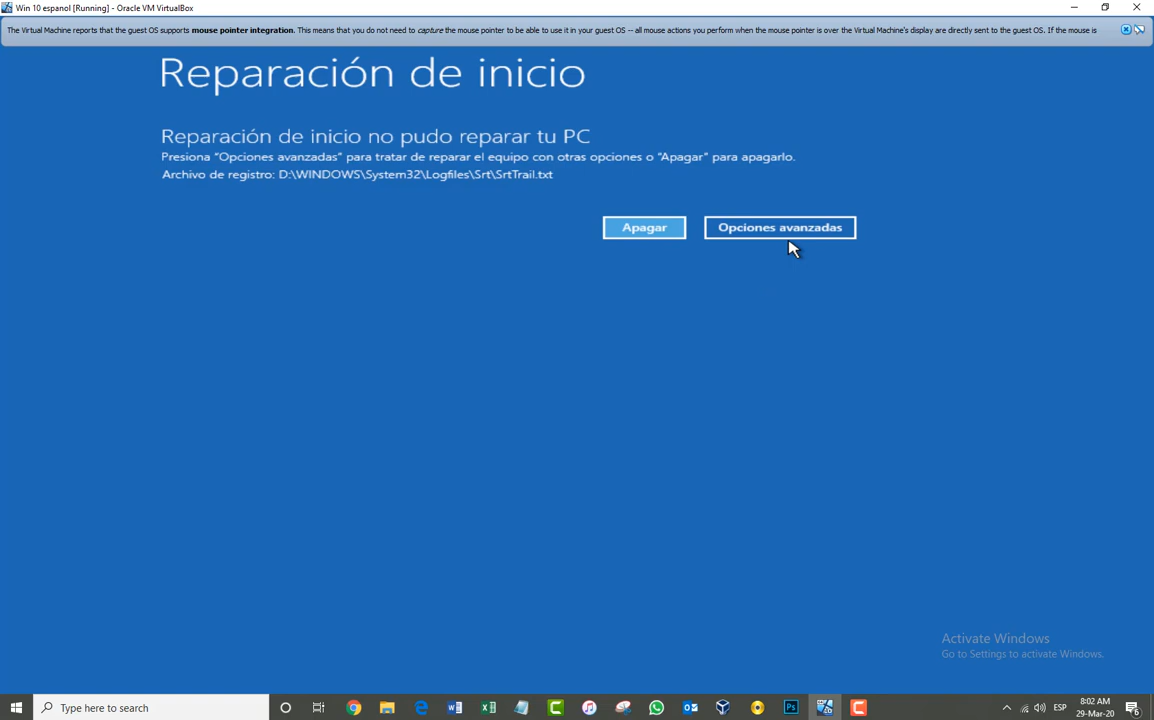 Win 10 espanol [Running] - Oracle VM VirtualBox
The Virtual Machine reports that the guest OS supports mouse pointer integration. This means that you do not need to capture the mouse pointer to be able to use it in your guest OS -- all mouse actions you perform when the mouse pointer is over the Virtual Machine's display are directly sent to the guest OS. If the mouse is
Reparación de inicio
Reparación de inicio no pudo reparar tu PC
Presiona "Opciones avanzadas" para tratar de reparar el equipo con otras opciones o "Apagar" para apagarlo.
Archivo de registro: D:\WINDOWS\System32\Logfiles\Srt\SrtTrail.txt
Apagar Opciones avanzadas
Activate Windows
Go to Settings to activate Windows.
Type here to search
ESP
8:02 AM
29-Mar-20
6